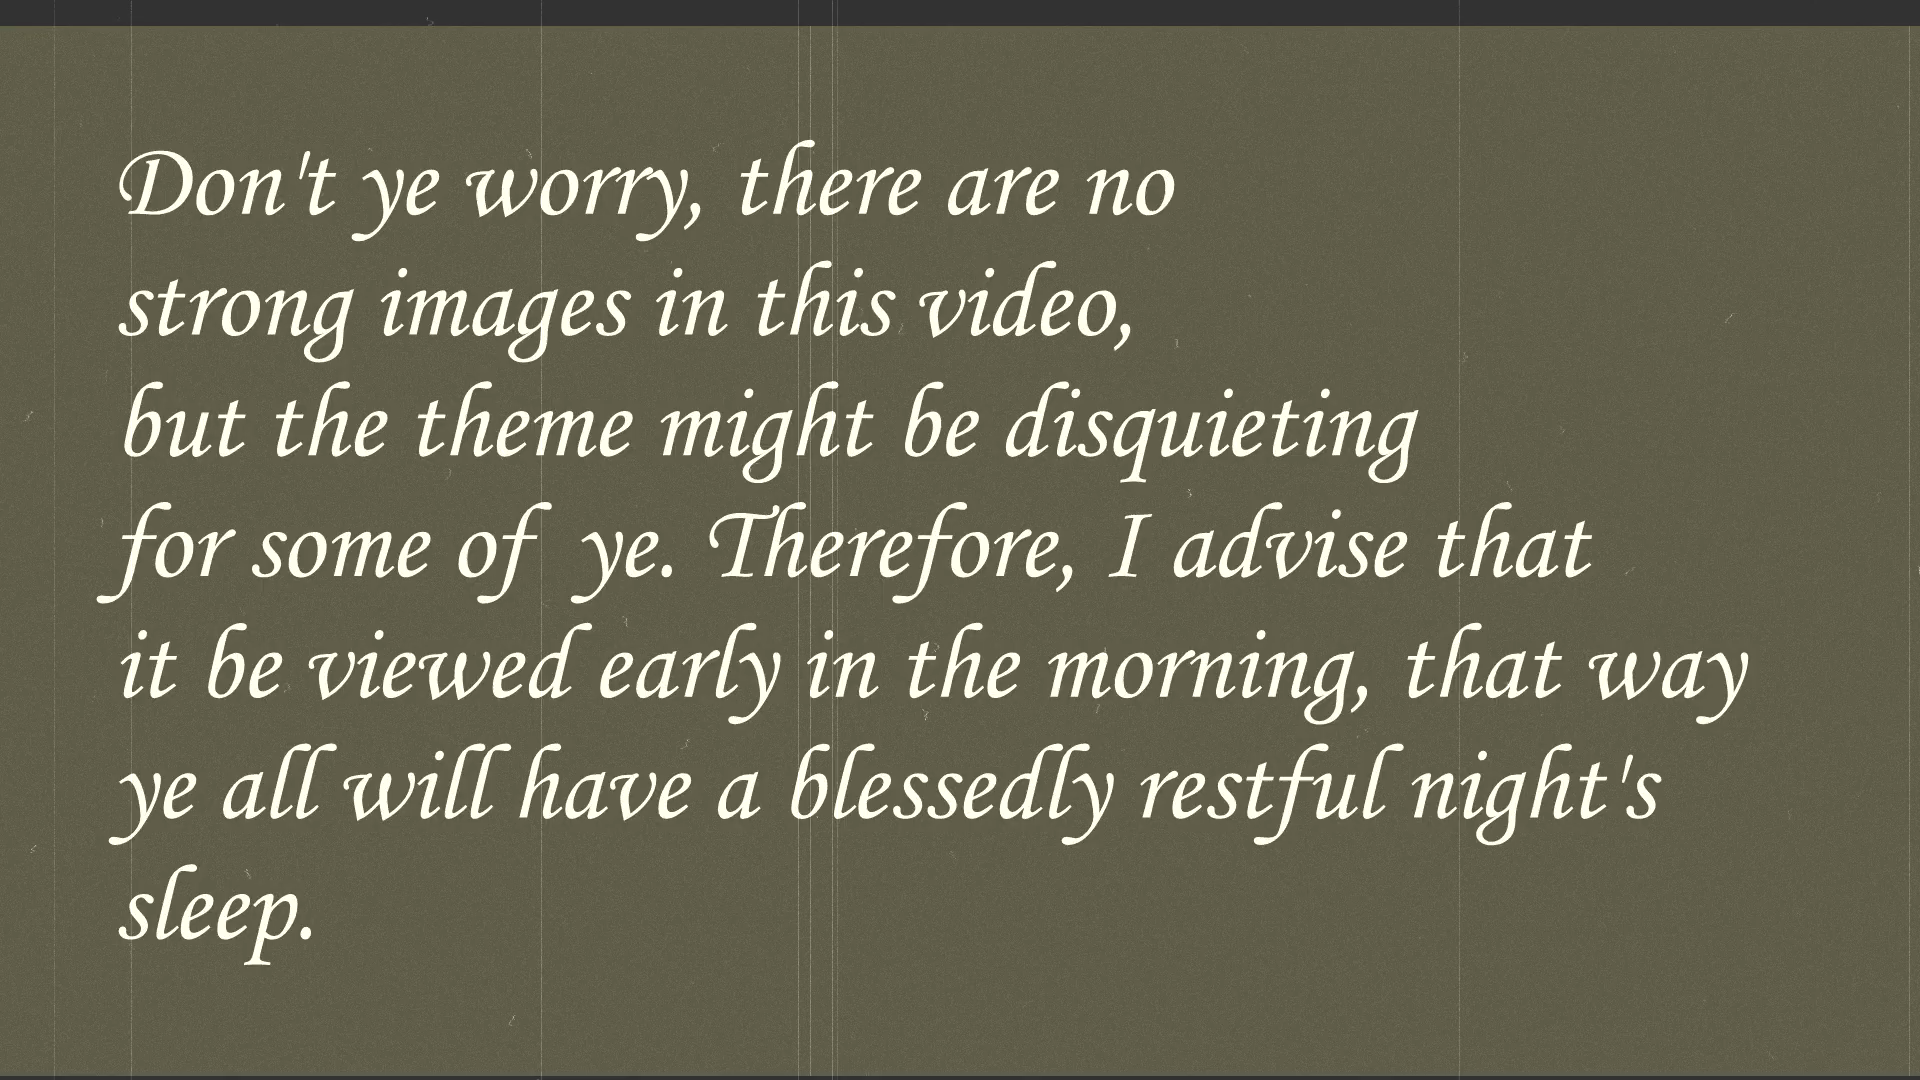 Don't ye worry, there are no
strong images in this video,
but the theme might be disquieting
for some of ye. Therefore, I advise that
it be viewed early in the morning, that way
ye all will have a blessedly restful night's
sleep.